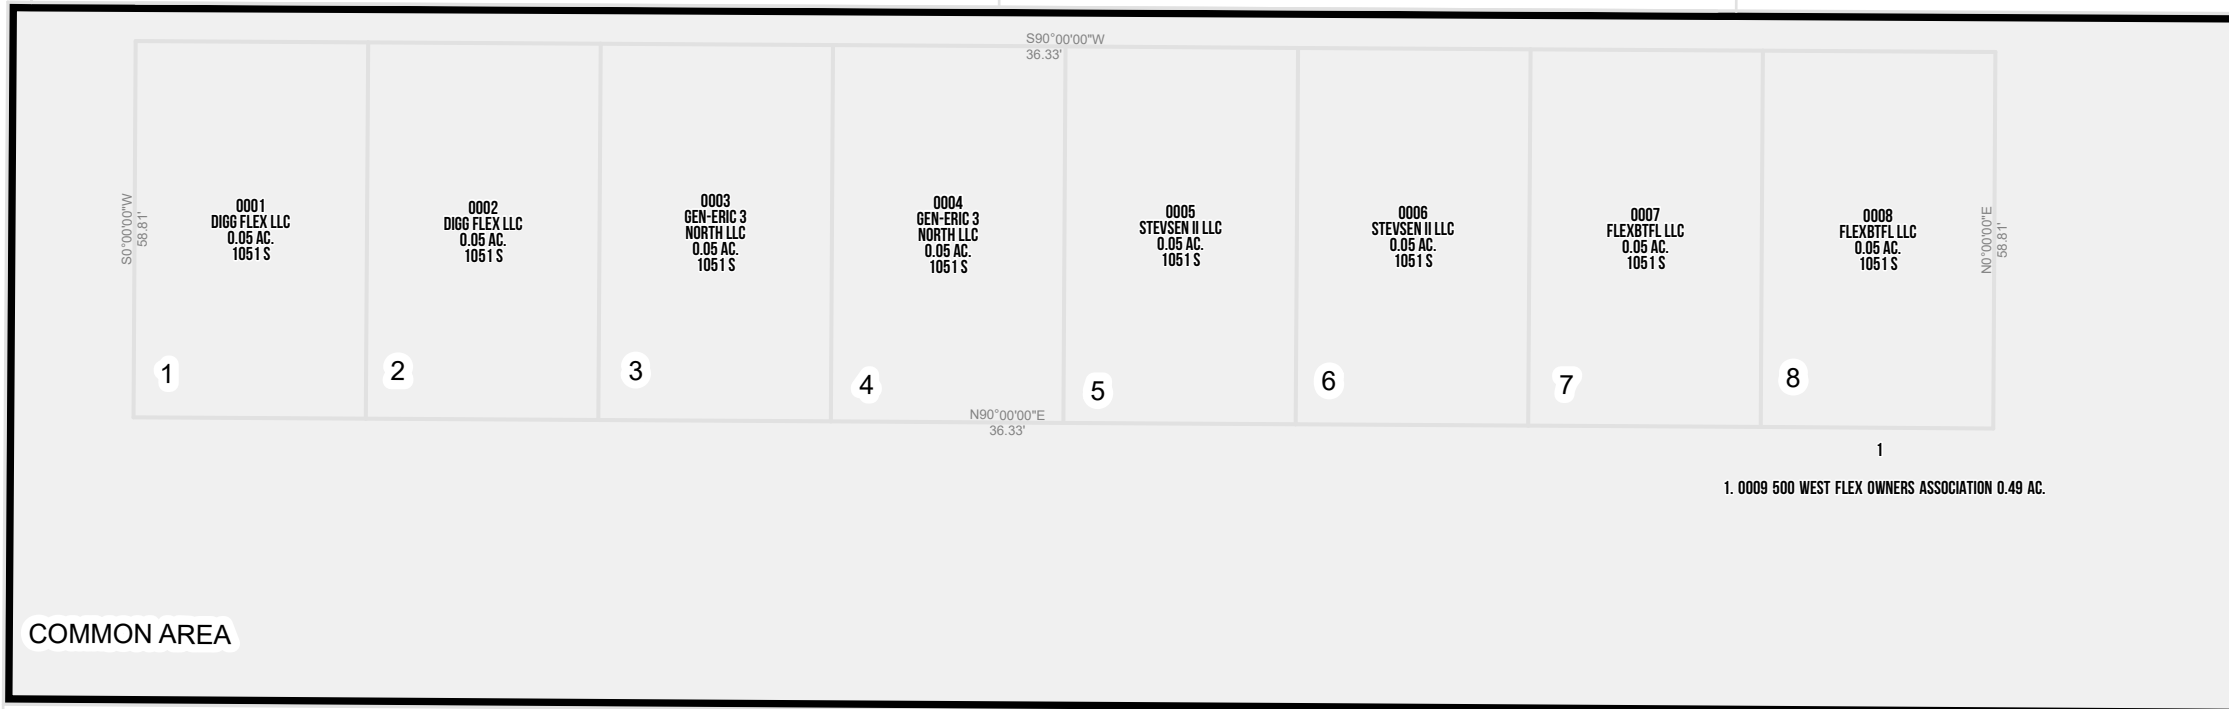 S90°00'00"W
36.33'
S0°00'00"W
58.81'
0001
DIGG FLEX LLC
0.05 AC.
1051 S
0002
DIGG FLEX LLC
0.05 AC.
1051 S
0003
GEN-ERIC 3
NORTH LLC
0.05 AC.
1051 S
0004
GEN-ERIC 3
NORTH LLC
0.05 AC.
1051 S
0005
STEVSEN II LLC
0.05 AC.
1051 S
0006
STEVSEN II LLC
0.05 AC.
1051 S
0007
FLEXBTFL LLC
0.05 AC.
1051 S
0008
FLEXBTFL LLC
0.05 AC.
1051 S
N0°00'00"E
58.81'
1
2
3
4
5
6
7
8
N90°00'00"E
36.33'
1
1. 0009 500 WEST FLEX OWNERS ASSOCIATION 0.49 AC.
COMMON AREA